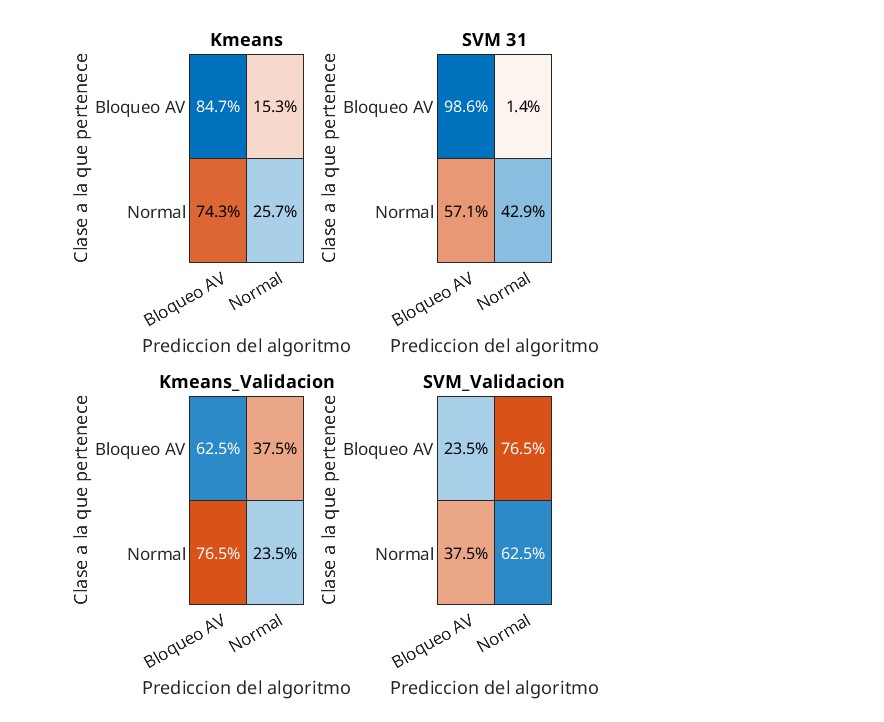 Kmeans
Clase a la que pertenece
Bloqueo AV 84.7% 15.3%
Normal 74.3% 25.7%
Bloqueo AV Normal
Prediccion del algoritmo
SVM 31
Clase a la que pertenece
Bloqueo AV 98.6% 1.4%
Normal 57.1% 42.9%
Bloqueo AV Normal
Prediccion del algoritmo
Kmeans_Validacion
Clase a la que pertenece
Bloqueo AV 62.5% 37.5%
Normal 76.5% 23.5%
Bloqueo AV Normal
Prediccion del algoritmo
SVM_Validacion
Clase a la que pertenece
Bloqueo AV 23.5% 76.5%
Normal 37.5% 62.5%
Bloqueo AV Normal
Prediccion del algoritmo